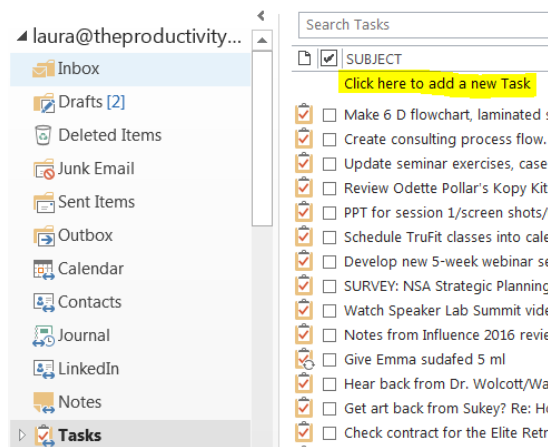 laura@theproductivity...
Inbox
Drafts [2]
Deleted Items
Junk Email
Sent Items
Outbox
Calendar
Contacts
Journal
LinkedIn
Notes
Tasks
Search Tasks
SUBJECT
Click here to add a new Task
Make 6 D flowchart, laminated
Create consulting process flow.
Update seminar exercises, case
Review Odette Pollar's Kopy Kit
PPT for session 1/screen shots/
Schedule TruFit classes into cale
Develop new 5-week webinar se
SURVEY: NSA Strategic Planning
Watch Speaker Lab Summit vide
Notes from Influence 2016 revie
Give Emma sudafed 5 ml
Hear back from Dr. Wolcott/Wa
Get art back from Sukey? Re: Ho
Check contract for the Elite Retr